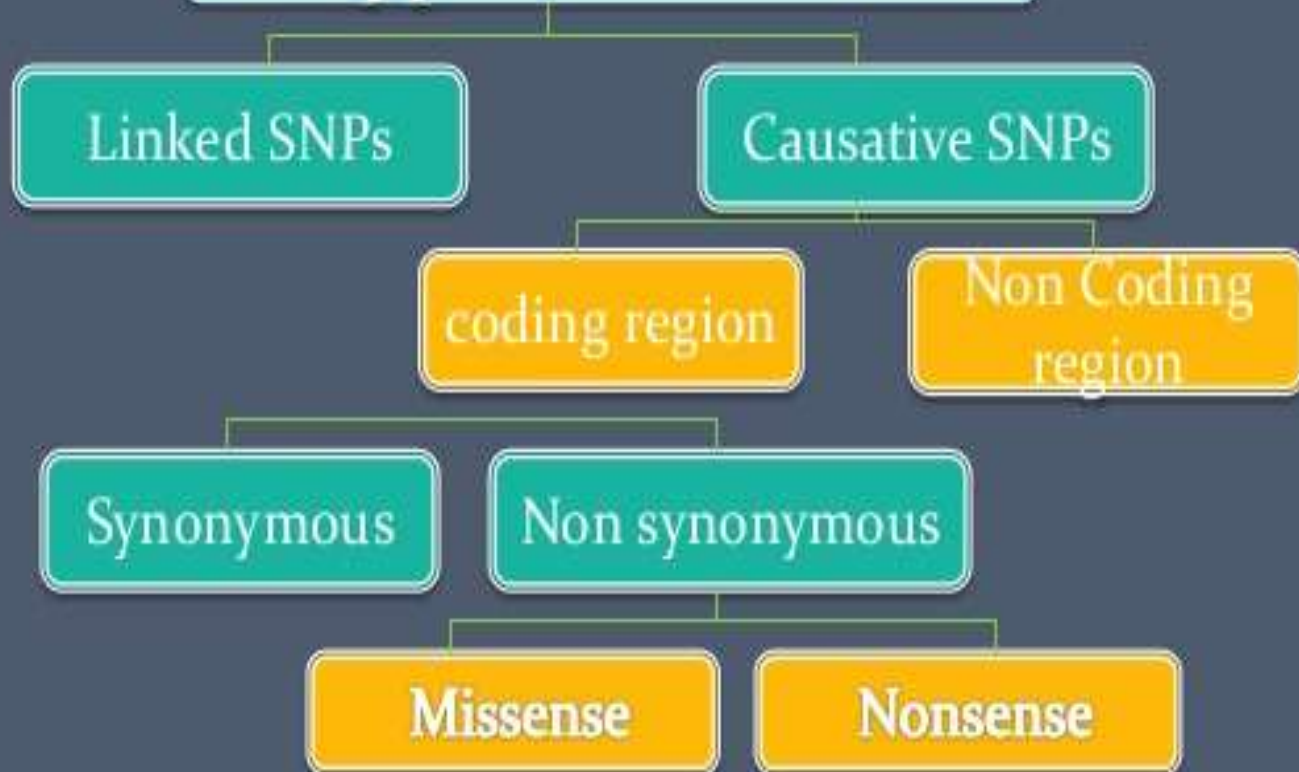 Linked SNPs
Causative SNPs
coding region
Non Coding
region
Synonymous
Non synonymous
Missense
Nonsense